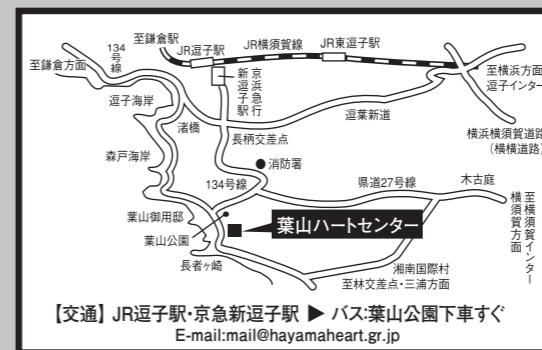 至鎌倉駅
134号線
JR逗子駅
JR横須賀線
JR東逗子駅
至鎌倉方面
京浜急行
新逗子駅
至横浜方面
逗子インター
逗子海岸
渚橋
逗葉新道
長柄交差点
横浜横須賀道路
(横横道路)
森戸海岸
消防署
134号線
県道27号線
木古庭
至横須賀インター
横須賀方面
葉山御用邸
葉山公園
葉山ハートセンター
長者ヶ崎
湘南国際村
至林交差点・三浦方面
【交通】JR逗子駅・京急新逗子駅 ▶ バス:葉山公園下車すぐ
E-mail:mail@hayamaheart.gr.jp